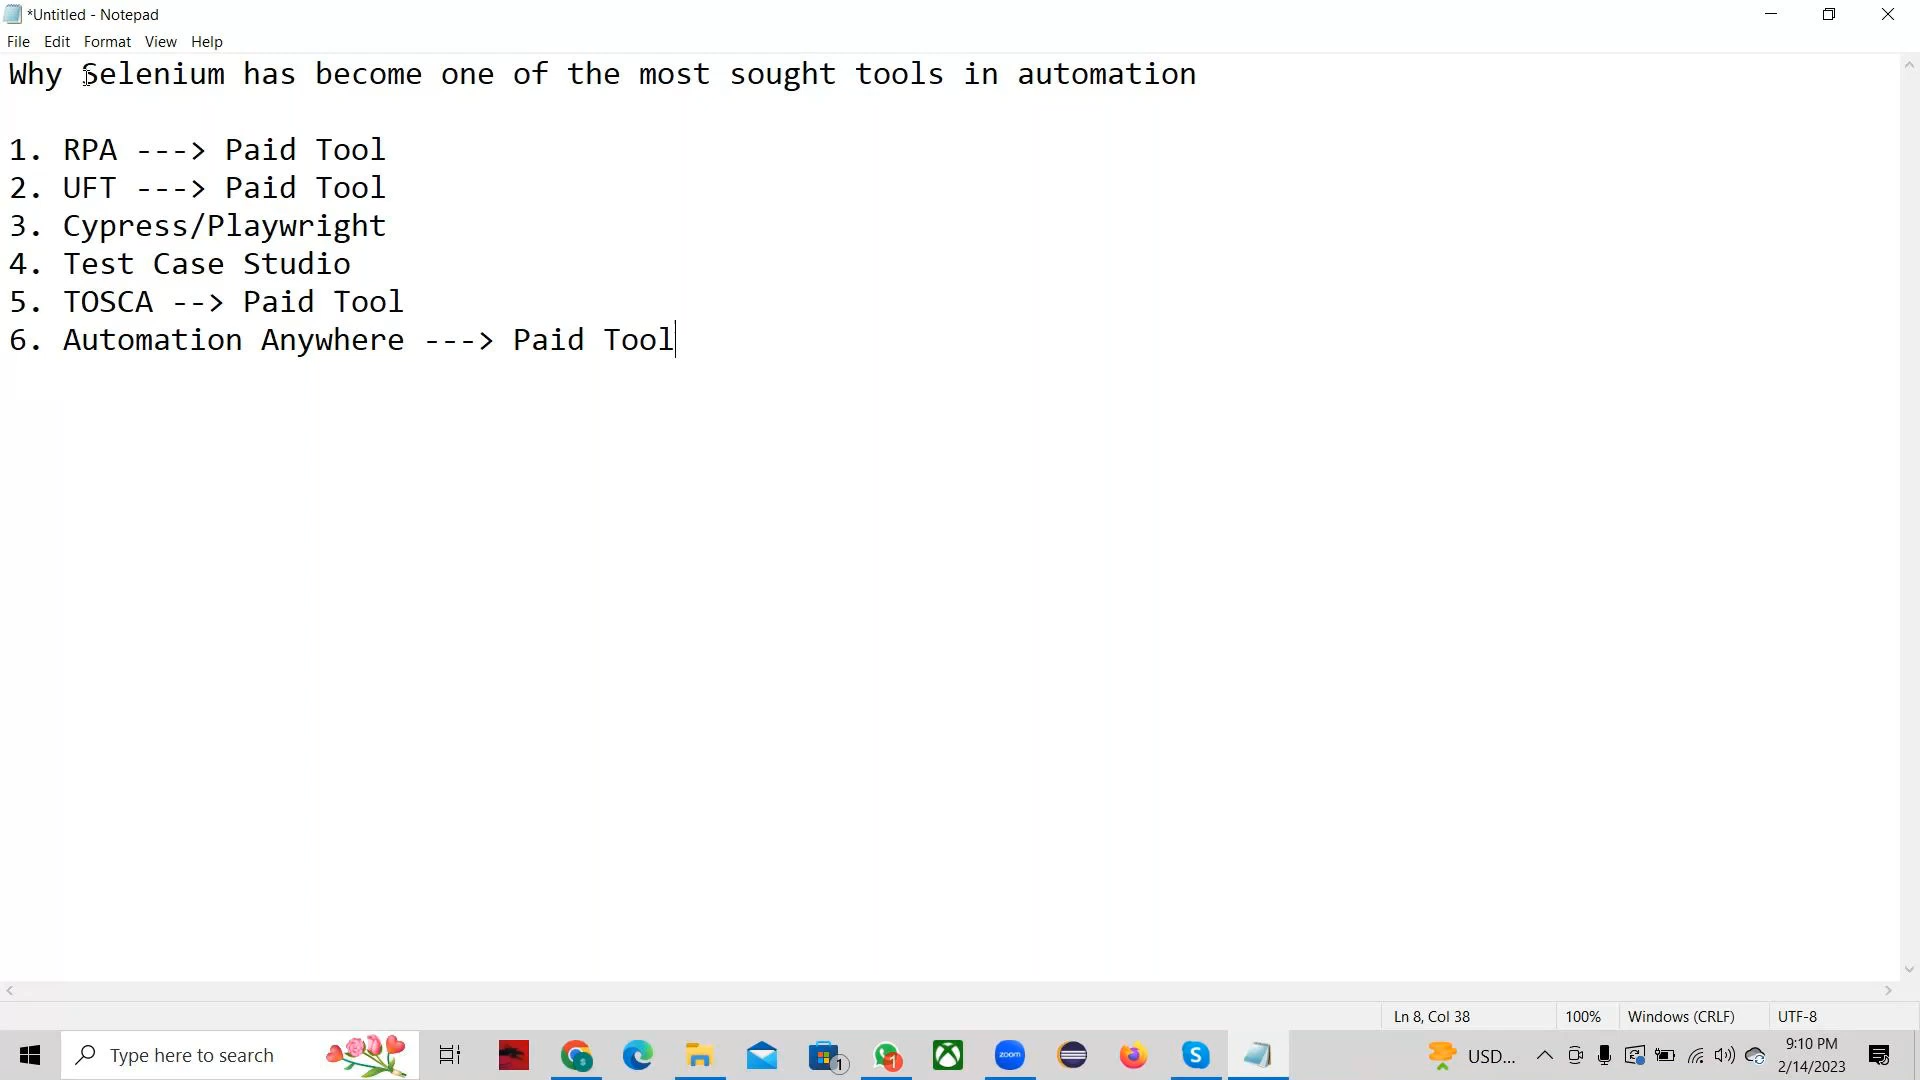 *Untitled - Notepad
File Edit Format View Help
Why Selenium has become one of the most sought tools in automation
1. RPA ---> Paid Tool
2. UFT ---> Paid Tool
3. Cypress/Playwright
4. Test Case Studio
5. TOSCA --> Paid Tool
6. Automation Anywhere ---> Paid Tool
Ln 8, Col 38 100% Windows (CRLF) UTF-8
Type here to search 1 1 zoom S USD... 9:10 PM
2/14/2023